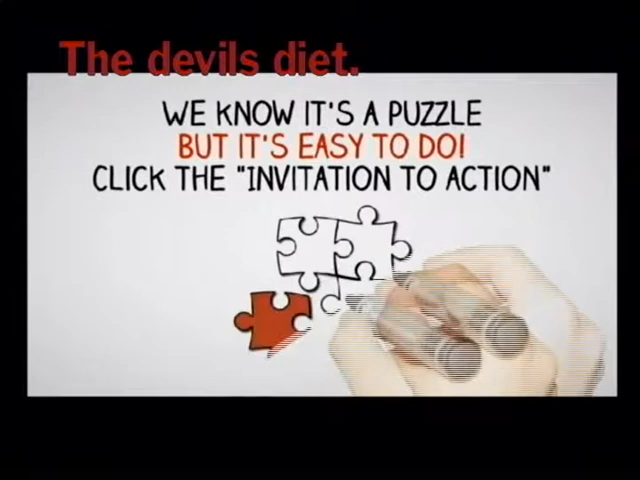 The devils diet.
WE KNOW IT'S A PUZZLE
BUT IT'S EASY TO DO!
CLICK THE "INVITATION TO ACTION"